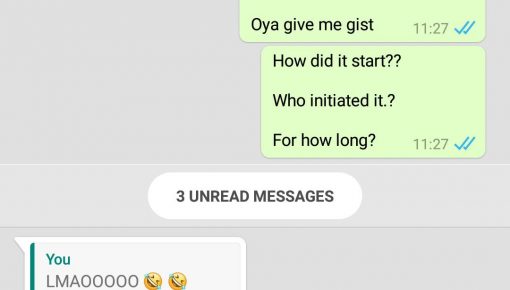 Oya give me gist 11:27
How did it start??
Who initiated it.?
For how long? 11:27
3 UNREAD MESSAGES
You
LMAOOOOO 🤣 🤣